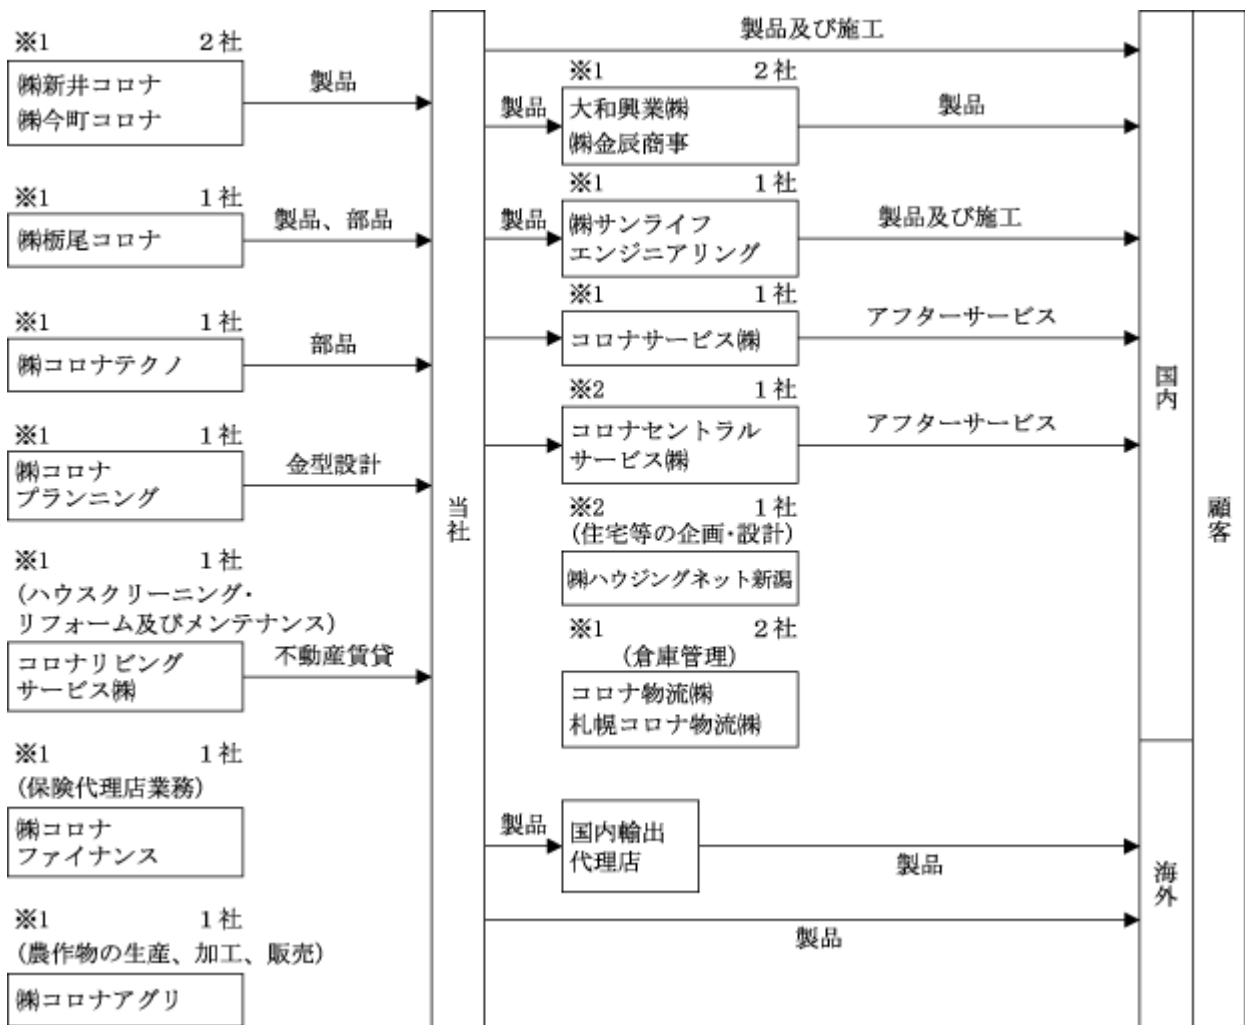 ※1 2社
㈱新井コロナ
㈱今町コロナ
製品
※1 1社
㈱栃尾コロナ
製品、部品
※1 1社
㈱コロナテクノ
部品
※1 1社
㈱コロナ
プランニング
金型設計
※1 1社
(ハウスクリーニング・
リフォーム及びメンテナンス)
コロナリビング
サービス㈱
不動産賃貸
※1 1社
(保険代理店業務)
㈱コロナ
ファイナンス
※1 1社
(農作物の生産、加工、販売)
㈱コロナアグリ
当社
製品及び施工
※1 2社
製品
大和興業㈱
㈱金辰商事
製品
※1 1社
製品
㈱サンライフ
エンジニアリング
製品及び施工
※1 1社
コロナサービス㈱
アフターサービス
※2 1社
コロナセントラル
サービス㈱
アフターサービス
※2 1社
(住宅等の企画・設計)
㈱ハウジングネット新潟
※1 2社
(倉庫管理)
コロナ物流㈱
札幌コロナ物流㈱
製品
国内輸出
代理店
製品
製品
国内
海外
顧客